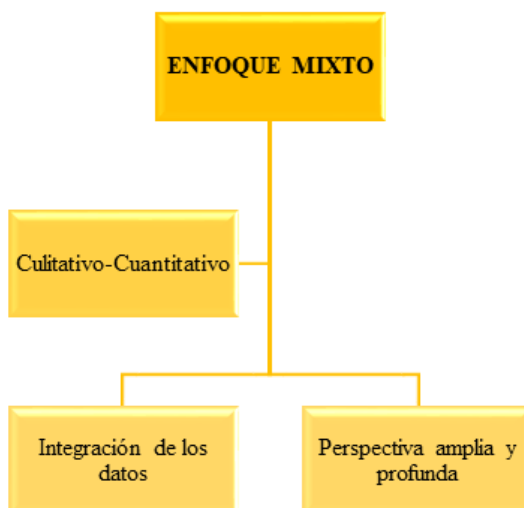 ENFOQUE MIXTO
Culitativo-Cuantitativo
Integración de los
datos
Perspectiva amplia y
profunda